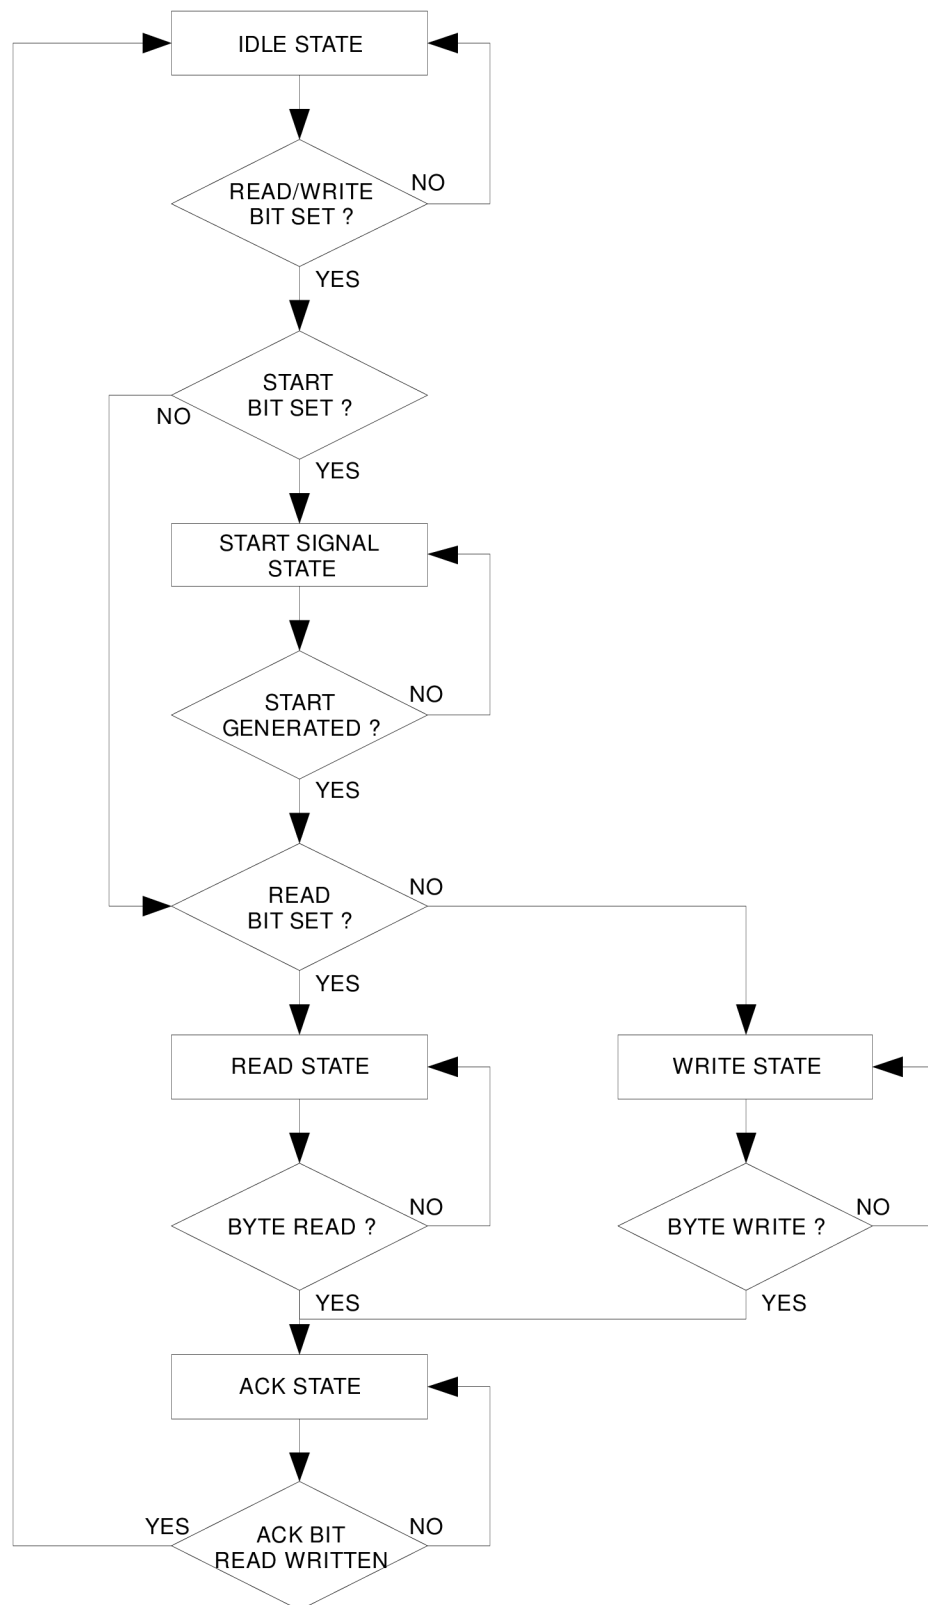 IDLE STATE
READ/WRITE
BIT SET ?
NO
YES
START
BIT SET ?
NO
YES
START SIGNAL
STATE
START
GENERATED ?
NO
YES
READ
BIT SET ?
NO
YES
READ STATE
WRITE STATE
BYTE READ ?
NO
BYTE WRITE ?
NO
YES
YES
ACK STATE
YES
ACK BIT
READ WRITTEN
NO